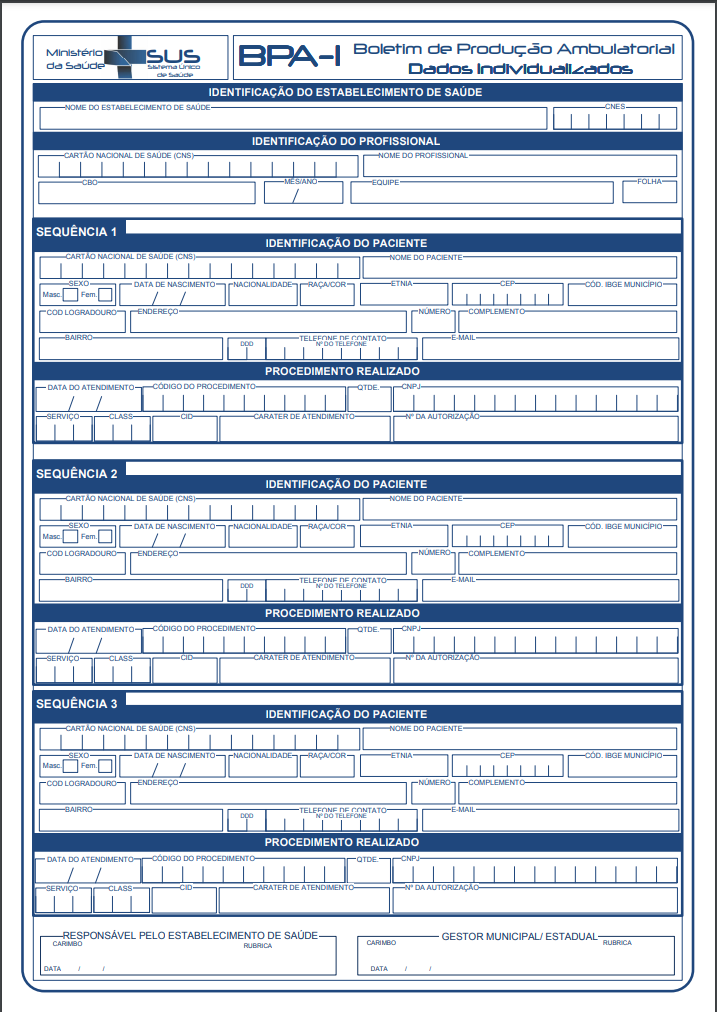 Ministério da Saúde
SUS
Sistema Único de Saúde
BPA-I
Boletim de Produção Ambulatorial
Dados Individualizados
IDENTIFICAÇÃO DO ESTABELECIMENTO DE SAÚDE
NOME DO ESTABELECIMENTO DE SAÚDE CNES
IDENTIFICAÇÃO DO PROFISSIONAL
CARTÃO NACIONAL DE SAÚDE (CNS) NOME DO PROFISSIONAL
CBO MÊS/ANO EQUIPE FOLHA
/
SEQUÊNCIA 1
IDENTIFICAÇÃO DO PACIENTE
CARTÃO NACIONAL DE SAÚDE (CNS) NOME DO PACIENTE
SEXO DATA DE NASCIMENTO NACIONALIDADE RAÇA/COR ETNIA CEP CÓD. IBGE MUNICÍPIO
Masc. Fem. / /
COD LOGRADOURO ENDEREÇO NÚMERO COMPLEMENTO
BAIRRO TELEFONE DE CONTATO E-MAIL
DDD Nº DO TELEFONE
PROCEDIMENTO REALIZADO
DATA DO ATENDIMENTO CÓDIGO DO PROCEDIMENTO QTDE. CNPJ
/ /
SERVIÇO CLASS CID CARATER DE ATENDIMENTO Nº DA AUTORIZAÇÃO
SEQUÊNCIA 2
IDENTIFICAÇÃO DO PACIENTE
CARTÃO NACIONAL DE SAÚDE (CNS) NOME DO PACIENTE
SEXO DATA DE NASCIMENTO NACIONALIDADE RAÇA/COR ETNIA CEP CÓD. IBGE MUNICÍPIO
Masc. Fem. / /
COD LOGRADOURO ENDEREÇO NÚMERO COMPLEMENTO
BAIRRO TELEFONE DE CONTATO E-MAIL
DDD Nº DO TELEFONE
PROCEDIMENTO REALIZADO
DATA DO ATENDIMENTO CÓDIGO DO PROCEDIMENTO QTDE. CNPJ
/ /
SERVIÇO CLASS CID CARATER DE ATENDIMENTO Nº DA AUTORIZAÇÃO
SEQUÊNCIA 3
IDENTIFICAÇÃO DO PACIENTE
CARTÃO NACIONAL DE SAÚDE (CNS) NOME DO PACIENTE
SEXO DATA DE NASCIMENTO NACIONALIDADE RAÇA/COR ETNIA CEP CÓD. IBGE MUNICÍPIO
Masc. Fem. / /
COD LOGRADOURO ENDEREÇO NÚMERO COMPLEMENTO
BAIRRO TELEFONE DE CONTATO E-MAIL
DDD Nº DO TELEFONE
PROCEDIMENTO REALIZADO
DATA DO ATENDIMENTO CÓDIGO DO PROCEDIMENTO QTDE. CNPJ
/ /
SERVIÇO CLASS CID CARATER DE ATENDIMENTO Nº DA AUTORIZAÇÃO
RESPONSÁVEL PELO ESTABELECIMENTO DE SAÚDE GESTOR MUNICIPAL/ ESTADUAL
CARIMBO RUBRICA CARIMBO RUBRICA
DATA / / DATA / /